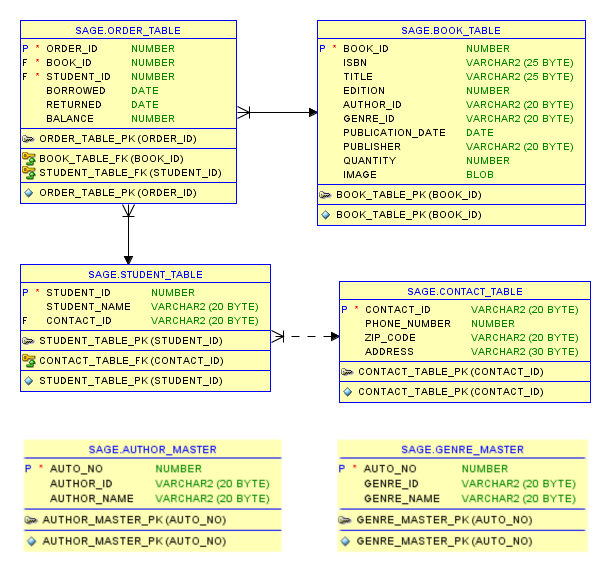 SAGE.ORDER_TABLE
P * ORDER_ID NUMBER
F * BOOK_ID NUMBER
F * STUDENT_ID NUMBER
BORROWED DATE
RETURNED DATE
BALANCE NUMBER
ORDER_TABLE_PK (ORDER_ID)
BOOK_TABLE_FK (BOOK_ID)
STUDENT_TABLE_FK (STUDENT_ID)
ORDER_TABLE_PK (ORDER_ID)
SAGE.BOOK_TABLE
P * BOOK_ID NUMBER
ISBN VARCHAR2 (25 BYTE)
TITLE VARCHAR2 (25 BYTE)
EDITION NUMBER
AUTHOR_ID VARCHAR2 (20 BYTE)
GENRE_ID VARCHAR2 (20 BYTE)
PUBLICATION_DATE DATE
PUBLISHER VARCHAR2 (20 BYTE)
QUANTITY NUMBER
IMAGE BLOB
BOOK_TABLE_PK (BOOK_ID)
BOOK_TABLE_PK (BOOK_ID)
SAGE.STUDENT_TABLE
P * STUDENT_ID NUMBER
STUDENT_NAME VARCHAR2 (20 BYTE)
F CONTACT_ID VARCHAR2 (20 BYTE)
STUDENT_TABLE_PK (STUDENT_ID)
CONTACT_TABLE_FK (CONTACT_ID)
STUDENT_TABLE_PK (STUDENT_ID)
SAGE.CONTACT_TABLE
P * CONTACT_ID VARCHAR2 (20 BYTE)
PHONE_NUMBER NUMBER
ZIP_CODE VARCHAR2 (20 BYTE)
ADDRESS VARCHAR2 (30 BYTE)
CONTACT_TABLE_PK (CONTACT_ID)
CONTACT_TABLE_PK (CONTACT_ID)
SAGE.AUTHOR_MASTER
P * AUTO_NO NUMBER
AUTHOR_ID VARCHAR2 (20 BYTE)
AUTHOR_NAME VARCHAR2 (20 BYTE)
AUTHOR_MASTER_PK (AUTO_NO)
AUTHOR_MASTER_PK (AUTO_NO)
SAGE.GENRE_MASTER
P * AUTO_NO NUMBER
GENRE_ID VARCHAR2 (20 BYTE)
GENRE_NAME VARCHAR2 (20 BYTE)
GENRE_MASTER_PK (AUTO_NO)
GENRE_MASTER_PK (AUTO_NO)